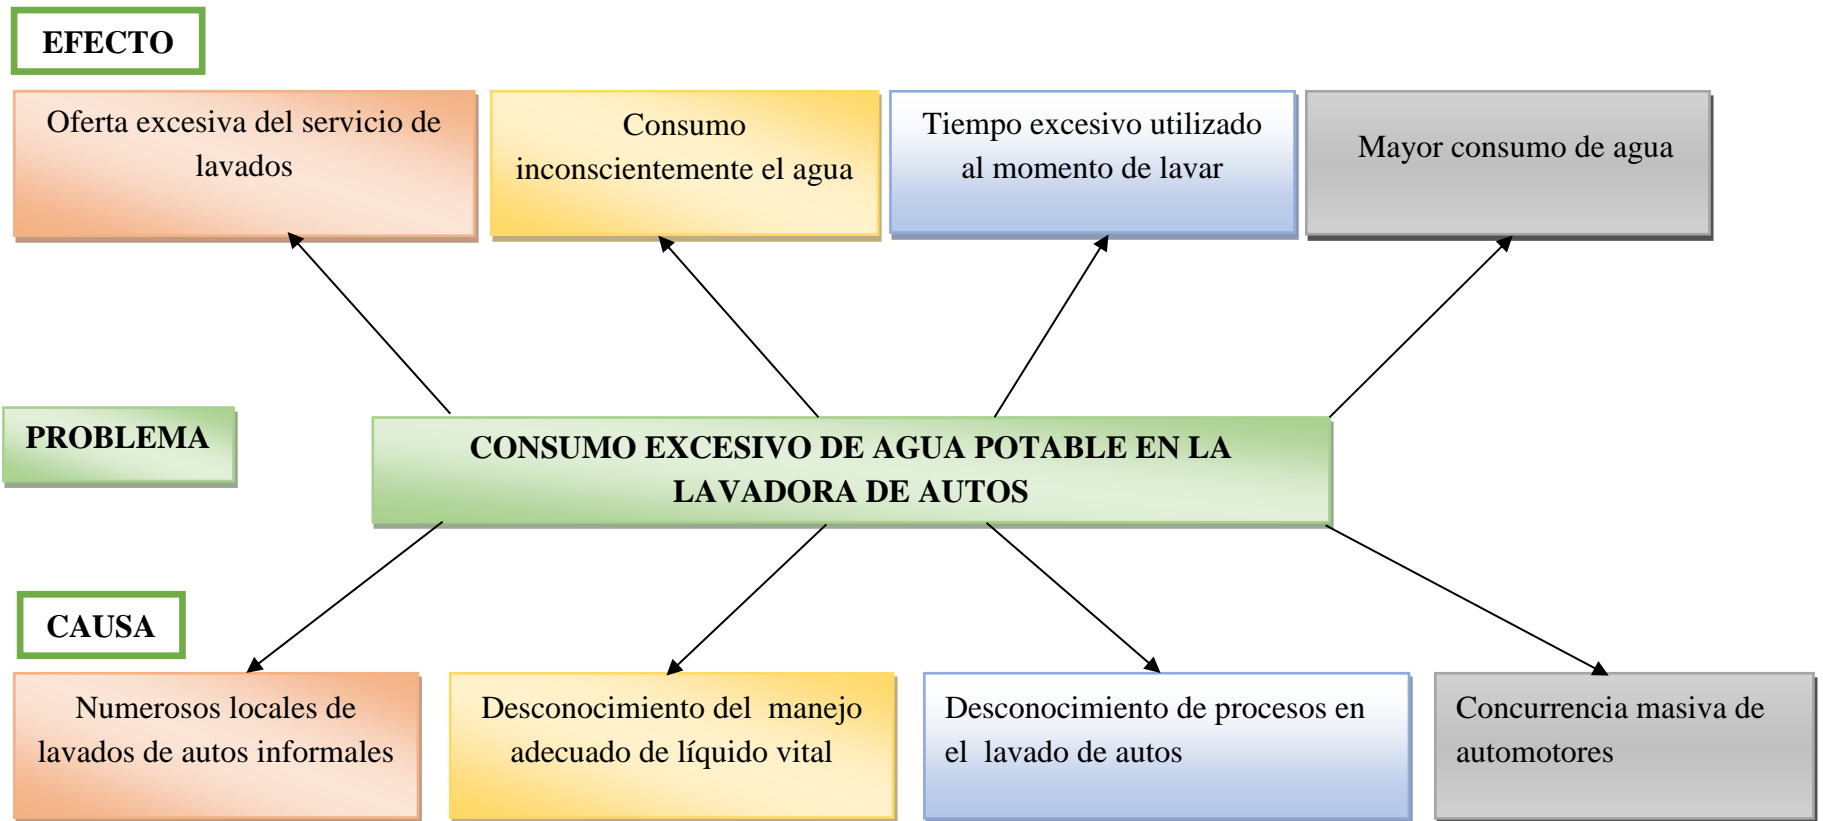 EFECTO
Oferta excesiva del servicio de
lavados
Consumo
inconscientemente el agua
Tiempo excesivo utilizado
al momento de lavar
Mayor consumo de agua
PROBLEMA
CONSUMO EXCESIVO DE AGUA POTABLE EN LA
LAVADORA DE AUTOS
CAUSA
Numerosos locales de
lavados de autos informales
Desconocimiento del  manejo
adecuado de líquido vital
Desconocimiento de procesos en
el  lavado de autos
Concurrencia masiva de
automotores